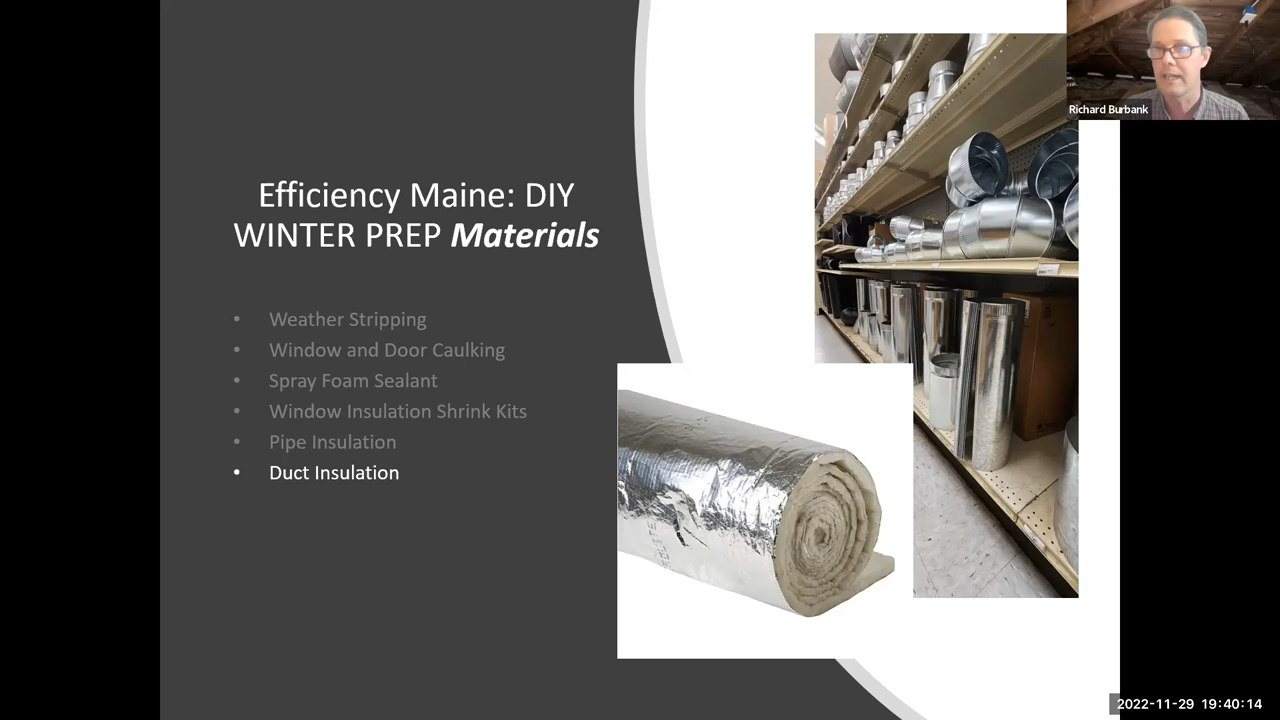 Richard Burbank
Efficiency Maine: DIY
WINTER PREP Materials
• Weather Stripping
• Window and Door Caulking
• Spray Foam Sealant
• Window Insulation Shrink Kits
• Pipe Insulation
• Duct Insulation
2022-11-29 19:40:14